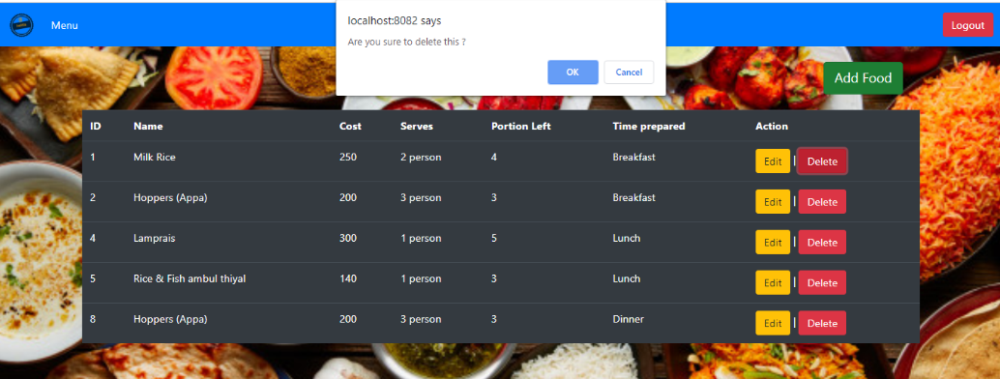 localhost:8082 says
Menu
Logout
Are you sure to delete this ?
OK Cancel
Add Food
ID Name Cost Serves Portion Left Time prepared Action
1 Milk Rice 250 2 person 4 Breakfast Edit | Delete
2 Hoppers (Appa) 200 3 person 3 Breakfast Edit | Delete
4 Lamprais 300 1 person 5 Lunch Edit | Delete
5 Rice & Fish ambul thiyal 140 1 person 3 Lunch Edit | Delete
8 Hoppers (Appa) 200 3 person 3 Dinner Edit | Delete